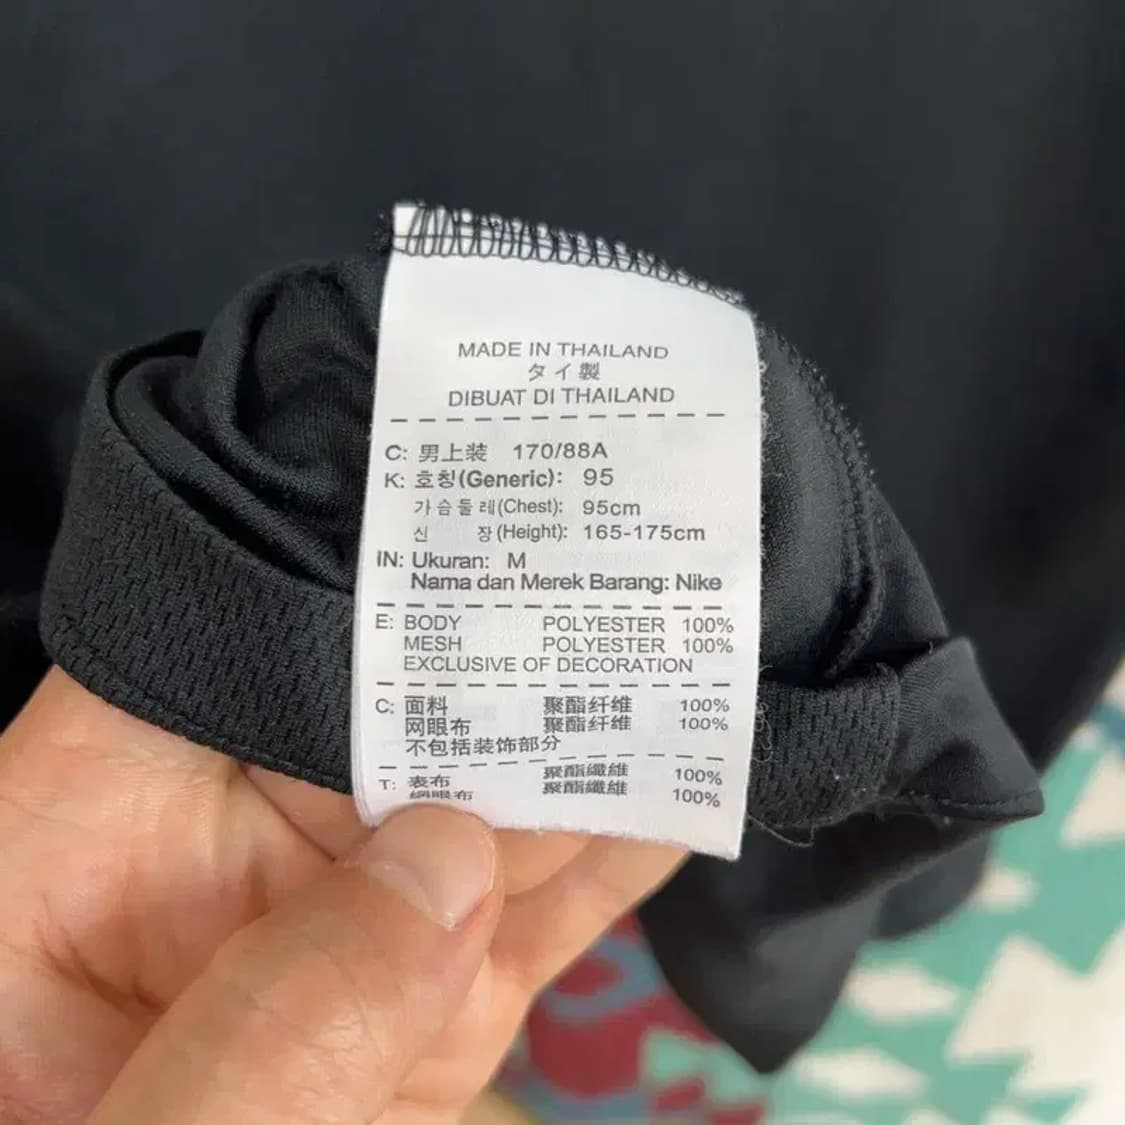 MADE IN THAILAND
タイ製
DIBUAT DI THAILAND
C: 男上装 170/88A
K: 호칭(Generic): 95
가슴둘레(Chest): 95cm
신 장(Height): 165-175cm
IN: Ukuran: M
Nama dan Merek Barang: Nike
E: BODY POLYESTER 100%
MESH POLYESTER 100%
EXCLUSIVE OF DECORATION
C: 面料 聚酯纤维 100%
网眼布 聚酯纤维 100%
不包括装饰部分
T: 表布 聚酯纖維 100%
網眼布 聚酯纖維 100%